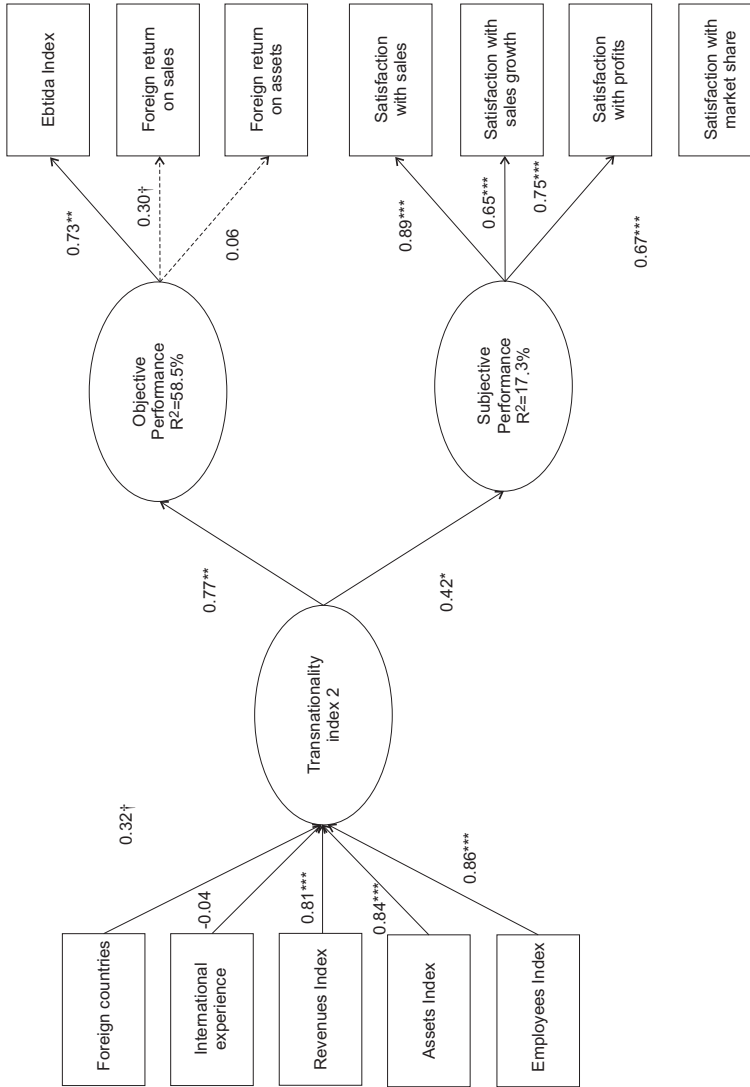 Foreign countries
International
experience
Revenues Index
Assets Index
Employees Index
0.32†
-0.04
0.81***
0.84***
0.86***
Transnationality
index 2
0.77**
0.42*
Objective
Performance
R²=58.5%
Subjective
Performance
R²=17.3%
0.73**
0.30†
0.06
0.89***
0.65***
0.75***
0.67***
Ebtida Index
Foreign return
on sales
Foreign return
on assets
Satisfaction
with sales
Satisfaction with
sales growth
Satisfaction
with profits
Satisfaction with
market share